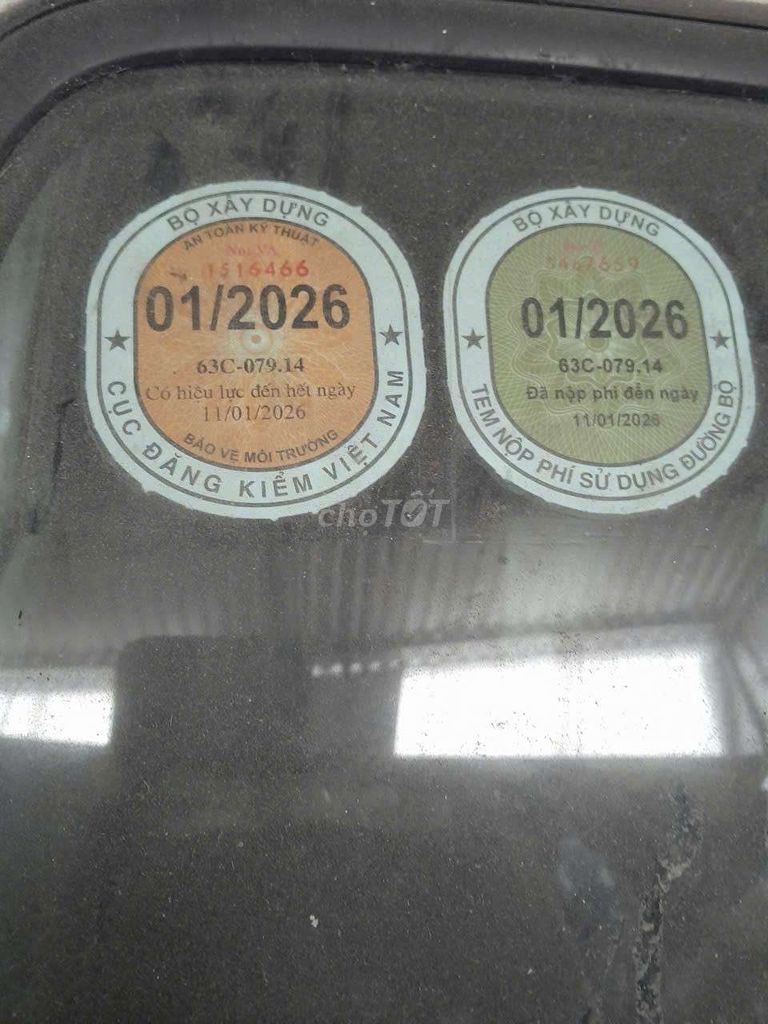 BỘ XÂY DỰNG
AN TOÀN KỸ THUẬT
1516466
01/2026
63C-079.14
Có hiệu lực đến hết ngày
11/01/2026
BẢO VỆ MÔI TRƯỜNG
CỤC ĐĂNG KIỂM VIỆT NAM
BỘ XÂY DỰNG
5467659
01/2026
63C-079.14
Đã nộp phí đến ngày
11/01/2026
TEM NỘP PHÍ SỬ DỤNG ĐƯỜNG BỘ
chợTỐT